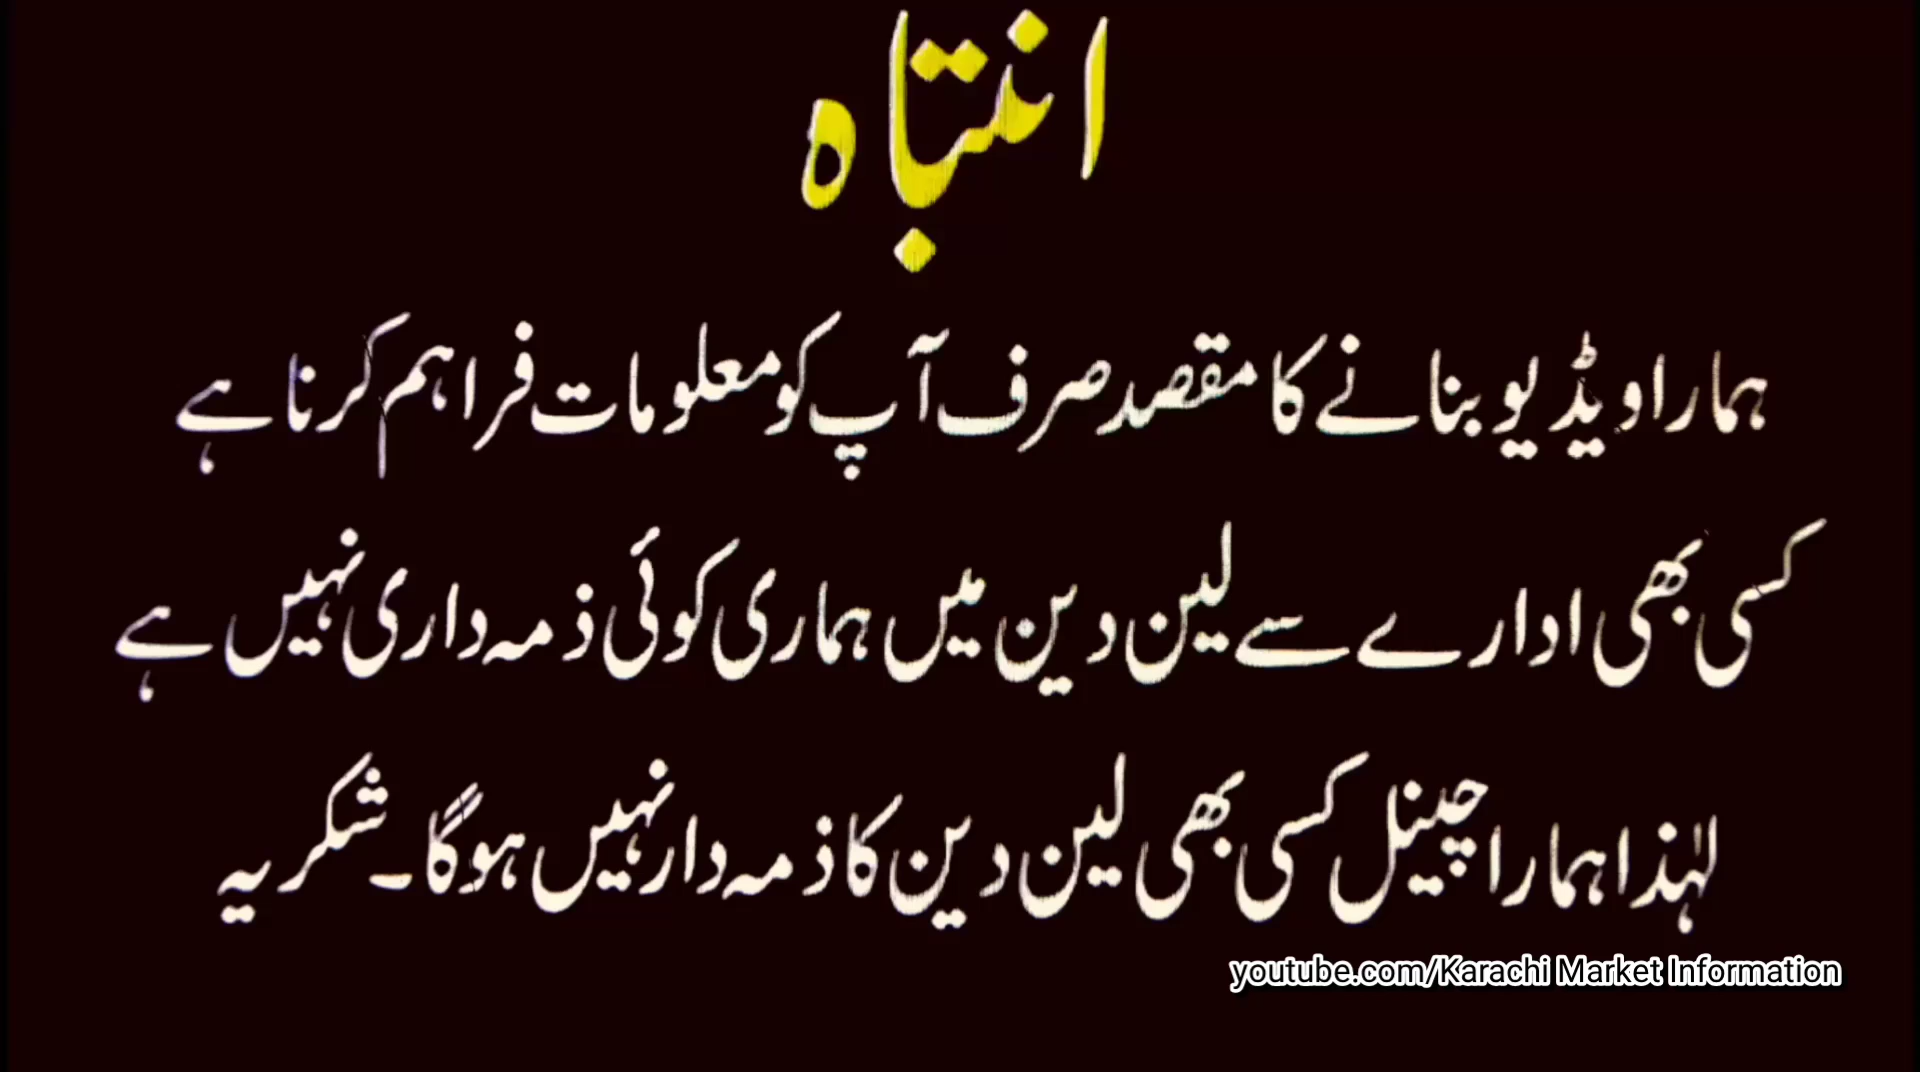 انتباہ
ہمارا ویڈیو بنانے کا مقصد صرف آپ کو معلومات فراہم کرنا ہے
کسی بھی ادارے سے لین دین میں ہماری کوئی ذمہ داری نہیں ہے
لہٰذا ہمارا چینل کسی بھی لین دین کا ذمہ دار نہیں ہوگا۔ شکریہ
youtube.com/Karachi Market Information